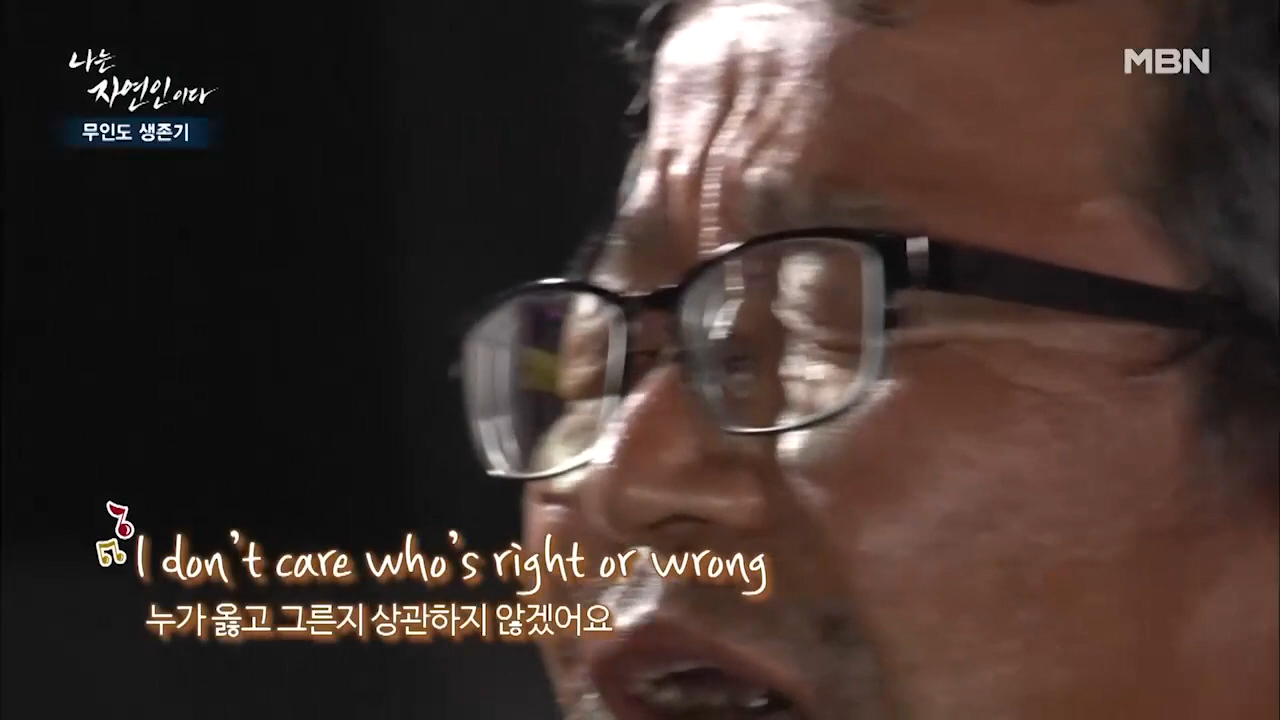 나는
자연인이다
무인도 생존기
MBN
I don't care who's right or wrong
누가 옳고 그른지 상관하지 않겠어요